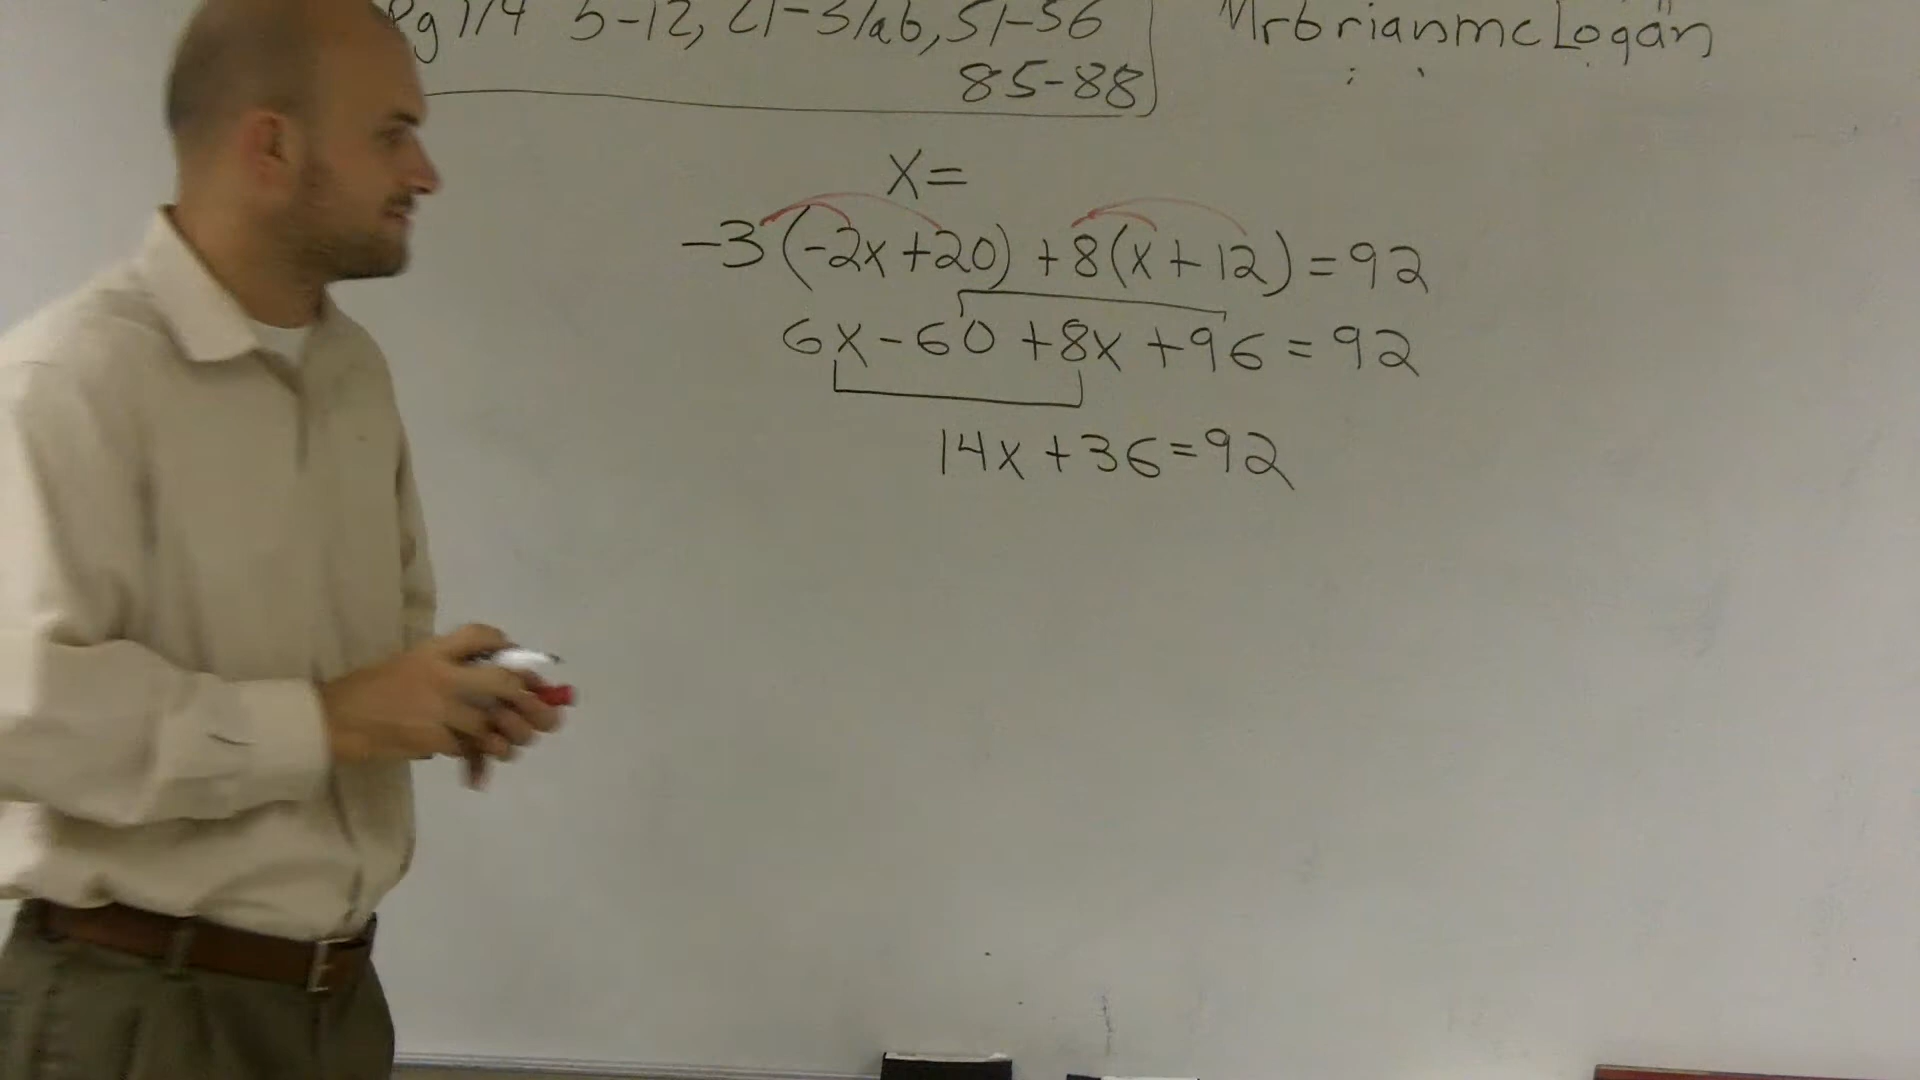 Pg 174 5-12, 21-31ab, 51-56
85-88
Mrbrianmclogan
X=
-3(-2x+20)+8(x+12)=92
6x-60+8x+96=92
14x+36=92